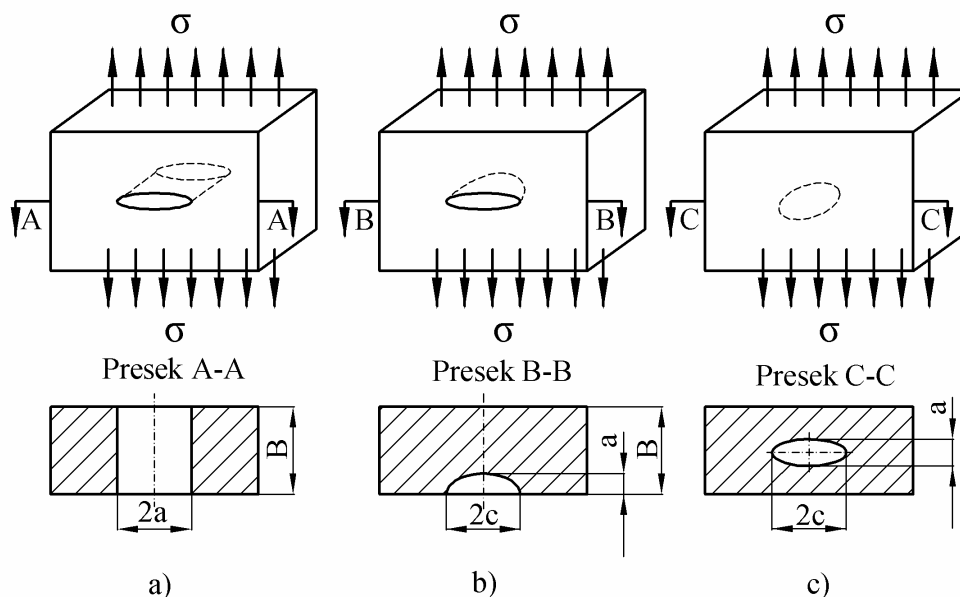 σ σ σ
A A B B C C
σ σ σ
Presek A-A Presek B-B Presek C-C
B a B a
2a 2c 2c
a) b) c)